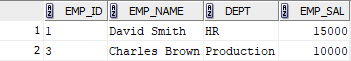 EMP_ID EMP_NAME DEPT EMP_SAL
1 1 David Smith HR 15000
2 3 Charles Brown Production 10000